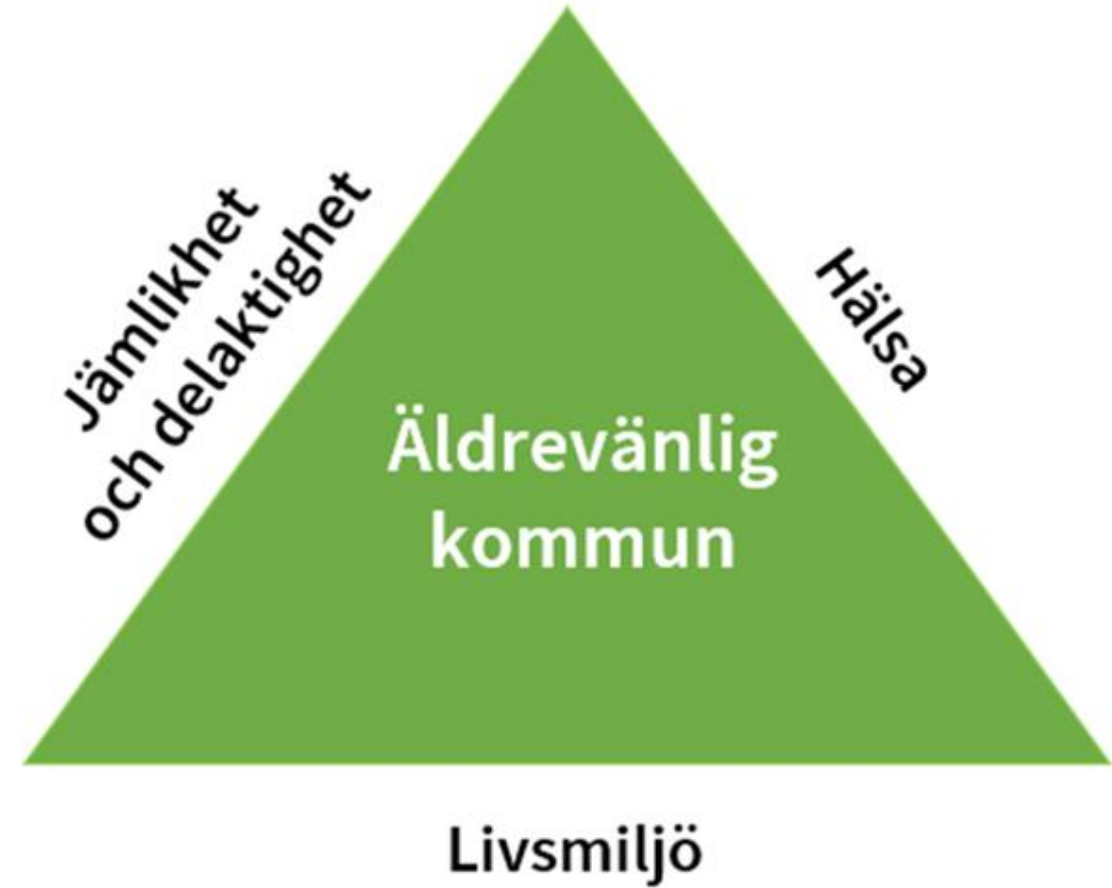 Jämlikhet
och delaktighet
Hälsa
Äldrevänlig
kommun
Livsmiljö